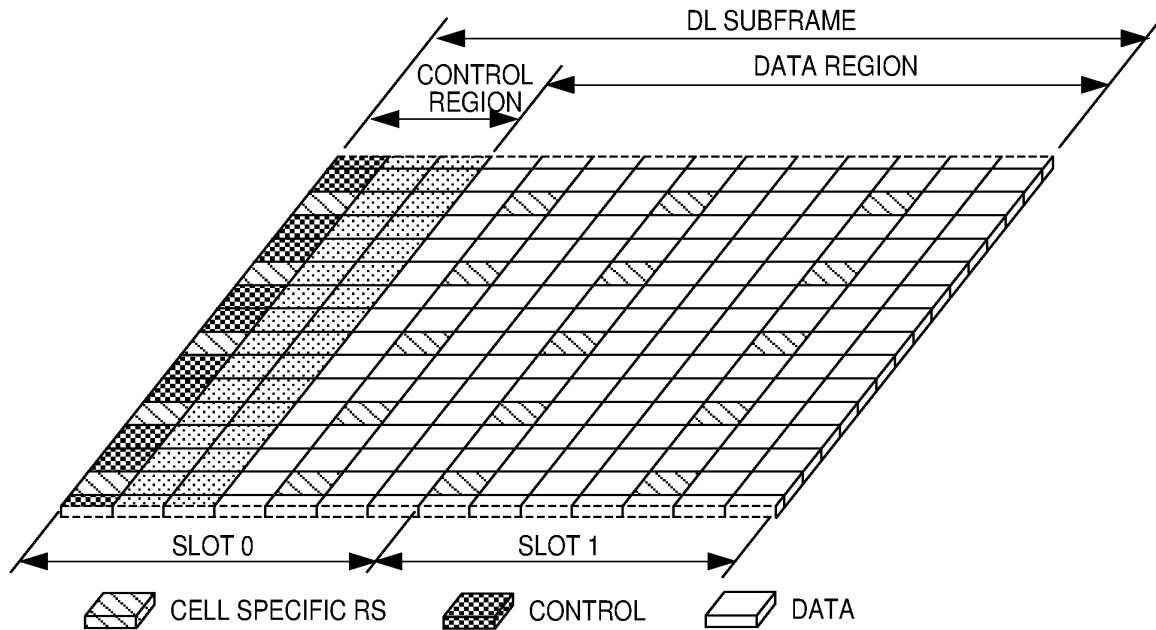 DL SUBFRAME
CONTROL
REGION
DATA REGION
SLOT 0
SLOT 1
CELL SPECIFIC RS
CONTROL
DATA